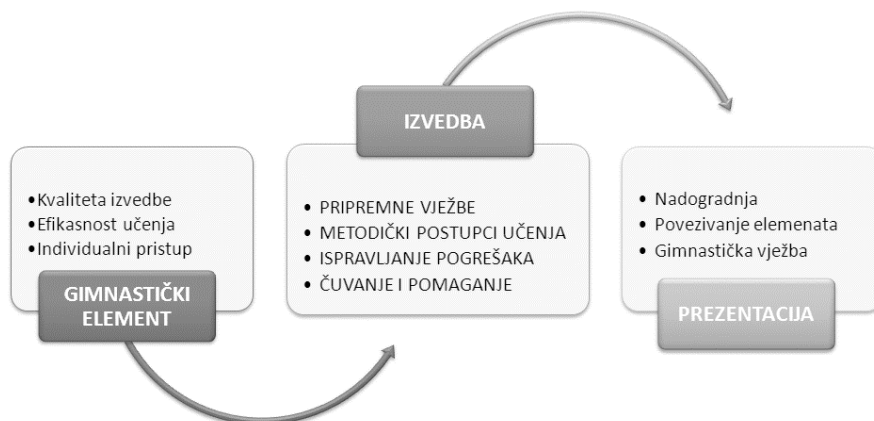 •Kvaliteta izvedbe
•Efikasnost učenja
•Individualni pristup
GIMNASTIČKI
ELEMENT
IZVEDBA
• PRIPREMNE VJEŽBE
• METODIČKI POSTUPCI UČENJA
• ISPRAVLJANJE POGREŠAKA
• ČUVANJE I POMAGANJE
•Nadogradnja
•Povezivanje elemenata
•Gimnastička vježba
PREZENTACIJA